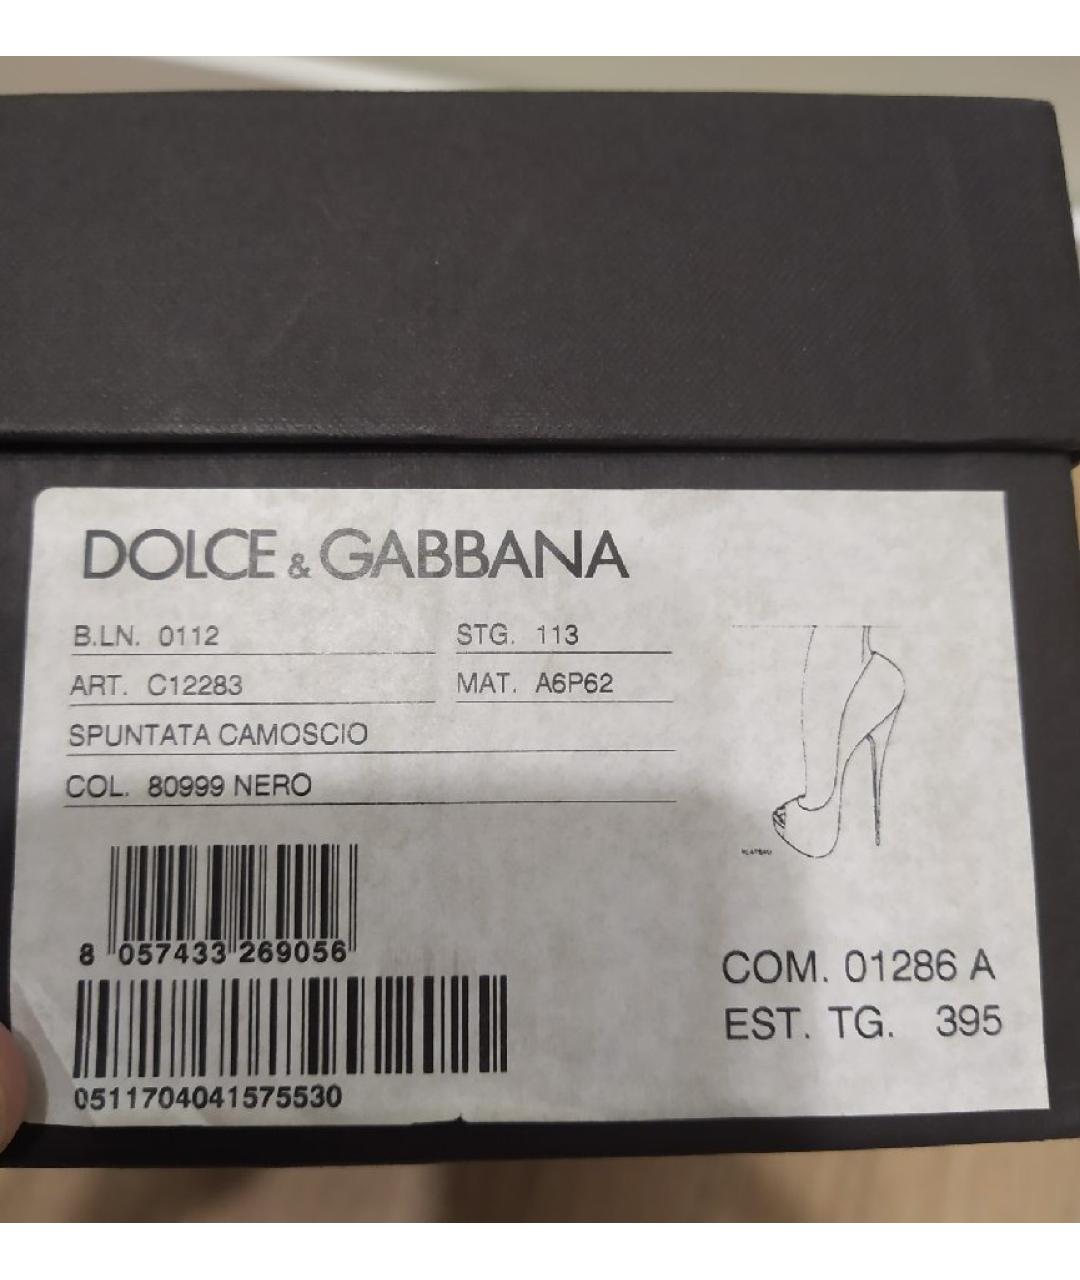 DOLCE & GABBANA
B.LN. 0112
STG. 113
ART. C12283
MAT. A6P62
SPUNTATA CAMOSCIO
COL. 80999 NERO
PLATEAU
8 057433 269056
COM. 01286 A
EST. TG. 395
0511704041575530